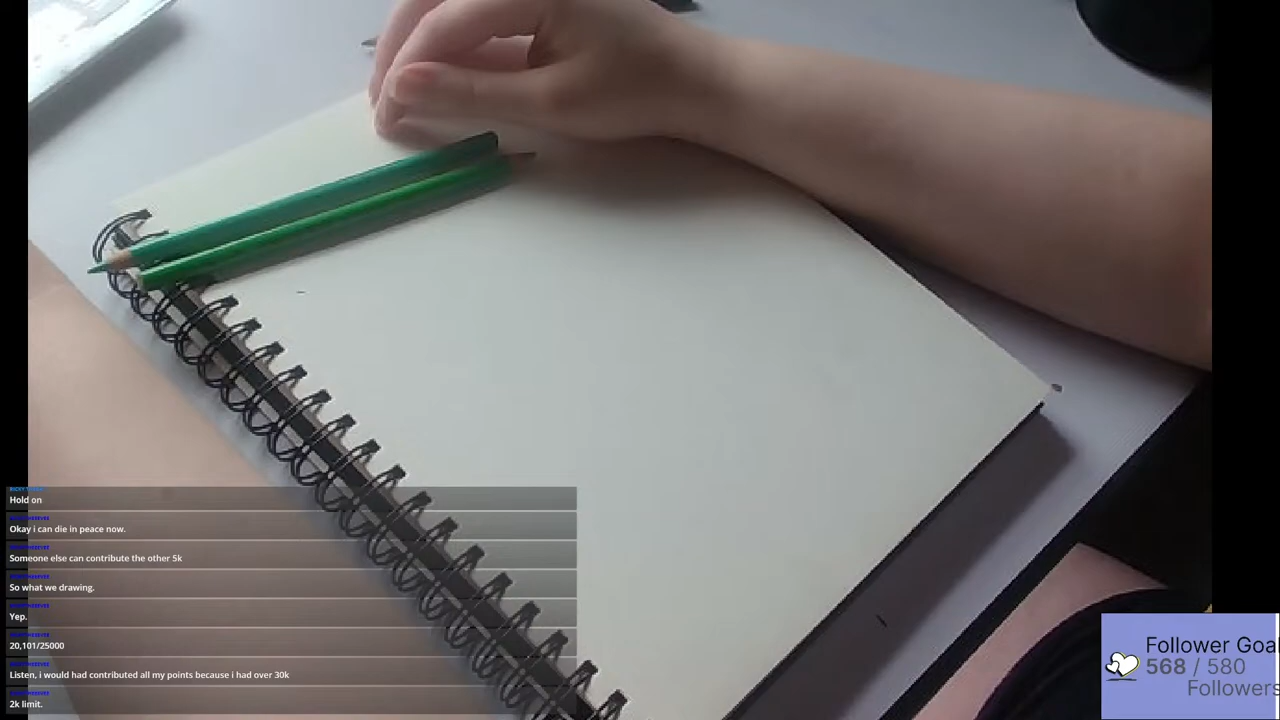 Hold on
Okay i can die in peace now.
Someone else can contribute the other 5k
So what we drawing.
Yep.
20,101/25000
Listen, i would had contributed all my points because i had over 30k
2k limit.
Follower Goal
568 / 580
Followers